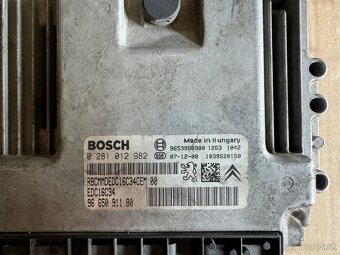 BOSCH
Made in Hungary
9653958980 1263 1042
0 281 012 982
07-12-08 1039S20159
RBCMMDEDC16C34CEM 00
EDC16C34
96 650 911 80